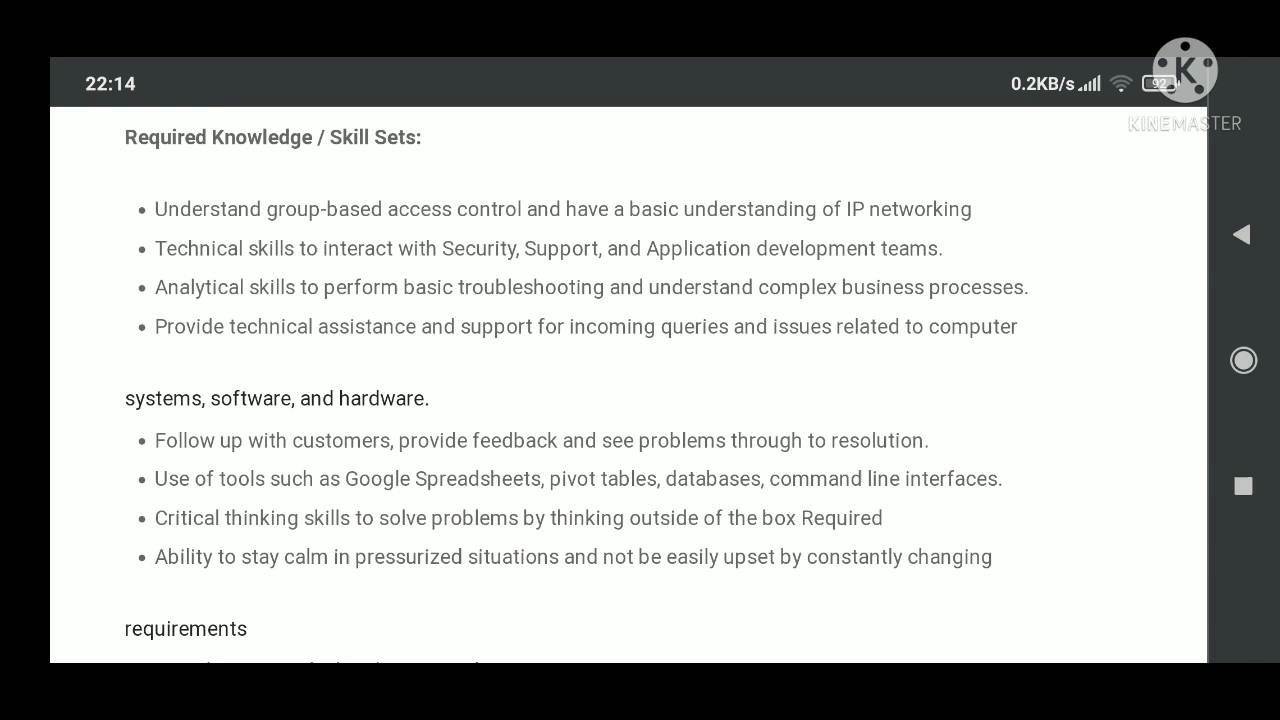 22:14
0.2KB/s
92
K
KINEMASTER
Required Knowledge / Skill Sets:
• Understand group-based access control and have a basic understanding of IP networking
• Technical skills to interact with Security, Support, and Application development teams.
• Analytical skills to perform basic troubleshooting and understand complex business processes.
• Provide technical assistance and support for incoming queries and issues related to computer
systems, software, and hardware.
• Follow up with customers, provide feedback and see problems through to resolution.
• Use of tools such as Google Spreadsheets, pivot tables, databases, command line interfaces.
• Critical thinking skills to solve problems by thinking outside of the box Required
• Ability to stay calm in pressurized situations and not be easily upset by constantly changing
requirements